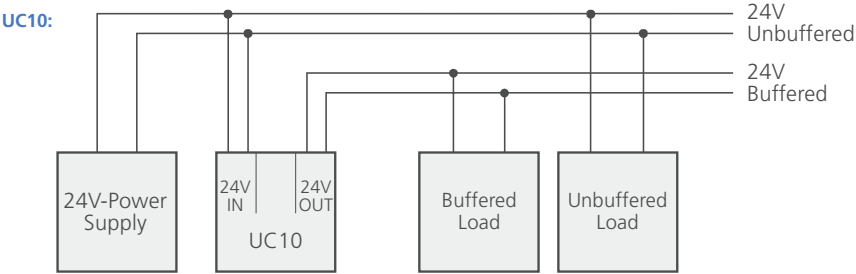 UC10:
24V
Unbuffered
24V
Buffered
24V-Power
Supply
24V
IN
24V
OUT
UC10
Buffered
Load
Unbuffered
Load